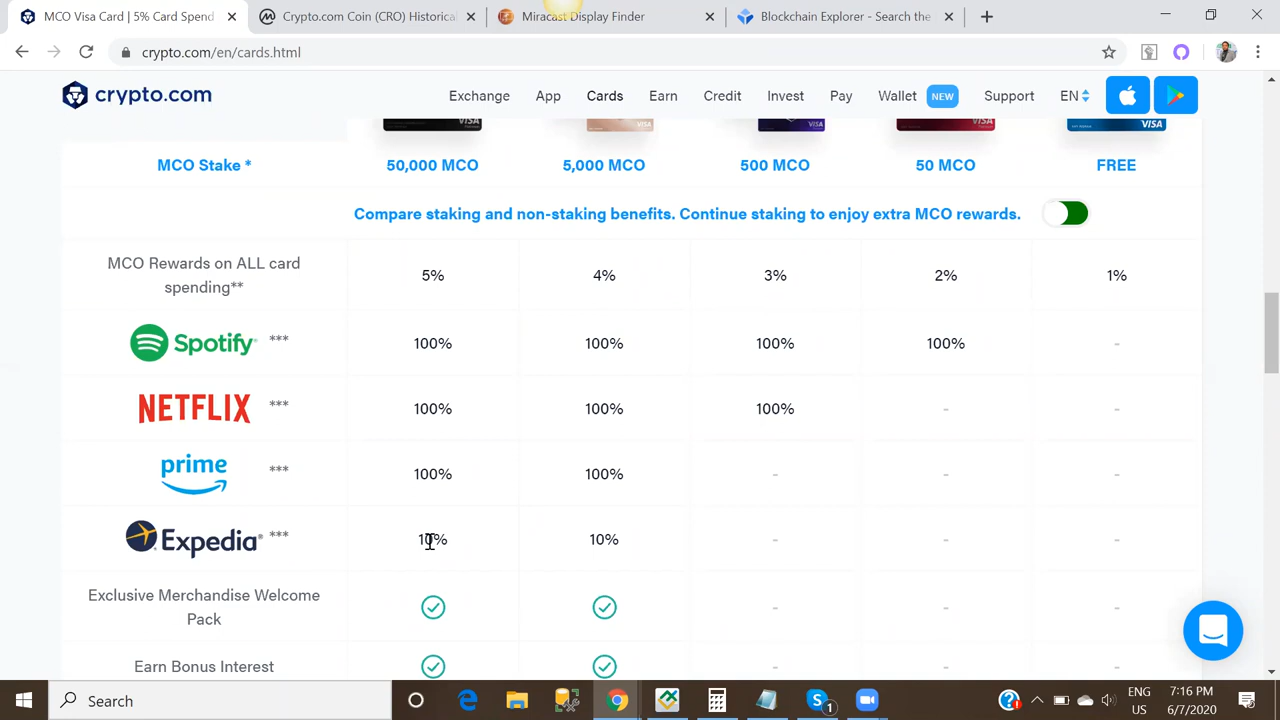 MCO Visa Card | 5% Card Spend
Crypto.com Coin (CRO) Historical
Miracast Display Finder
Blockchain Explorer - Search the
crypto.com/en/cards.html
crypto.com
Exchange App Cards Earn Credit Invest Pay Wallet NEW Support EN
VISA VISA VISA VISA VISA
MCO Stake * 50,000 MCO 5,000 MCO 500 MCO 50 MCO FREE
Compare staking and non-staking benefits. Continue staking to enjoy extra MCO rewards.
MCO Rewards on ALL card
spending** 5% 4% 3% 2% 1%
Spotify *** 100% 100% 100% 100% -
NETFLIX *** 100% 100% 100% - -
prime *** 100% 100% - - -
Expedia *** 10% 10% - - -
Exclusive Merchandise Welcome
Pack - - -
Earn Bonus Interest - - -
Search
ENG
US
7:16 PM
6/7/2020